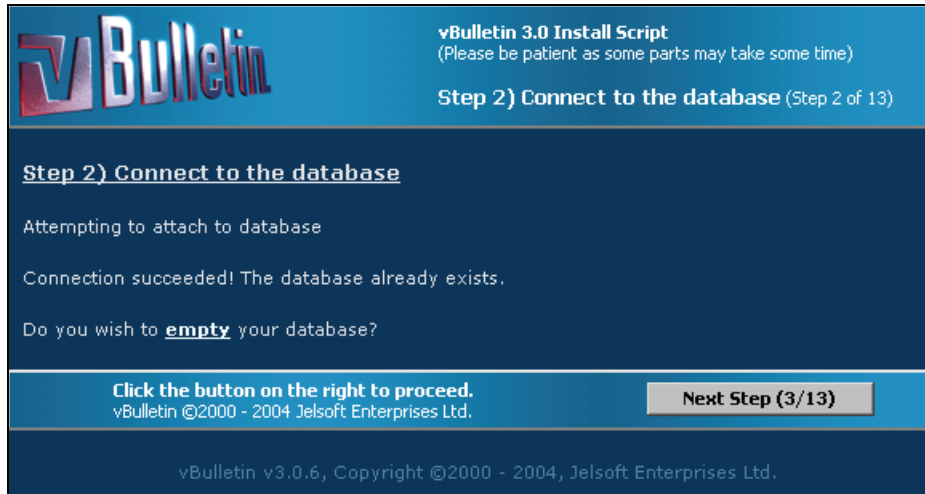 vBulletin
vBulletin 3.0 Install Script
(Please be patient as some parts may take some time)
Step 2) Connect to the database (Step 2 of 13)
Step 2) Connect to the database
Attempting to attach to database
Connection succeeded! The database already exists.
Do you wish to empty your database?
Click the button on the right to proceed.
vBulletin ©2000 - 2004 Jelsoft Enterprises Ltd.
Next Step (3/13)
vBulletin v3.0.6, Copyright ©2000 - 2004, Jelsoft Enterprises Ltd.